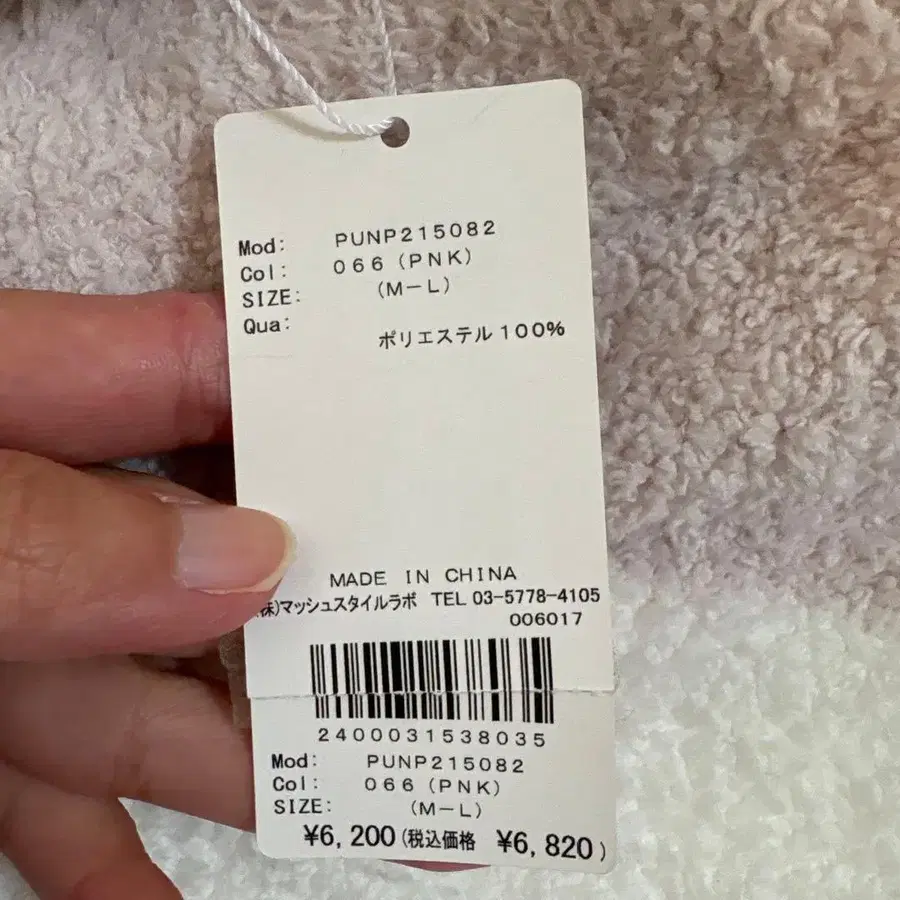 Mod: PUNP215082
Col: 066(PNK)
SIZE: (M-L)
Qua:
ポリエステル100%
MADE IN CHINA
(株)マッシュスタイルラボ TEL 03-5778-4105
006017
2400031538035
Mod: PUNP215082
Col: 066(PNK)
SIZE: (M-L)
¥6,200(税込価格 ¥6,820)